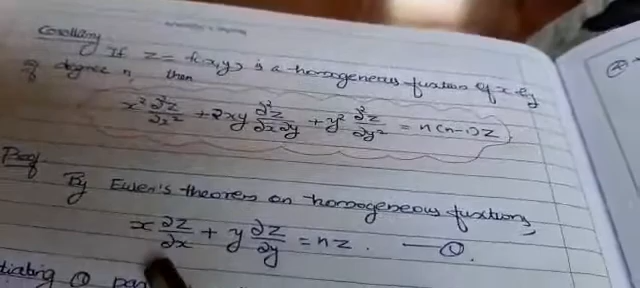 Corollary If z = f(x,y) is a homogeneous function of x & y
of degree n, then
x² ∂²z/∂x² + 2xy ∂²z/∂x∂y + y² ∂²z/∂y² = n(n-1)z
Proof
By Euler's theorem on homogeneous functions,
x ∂z/∂x + y ∂z/∂y = nz. — ①.
tiating ① par